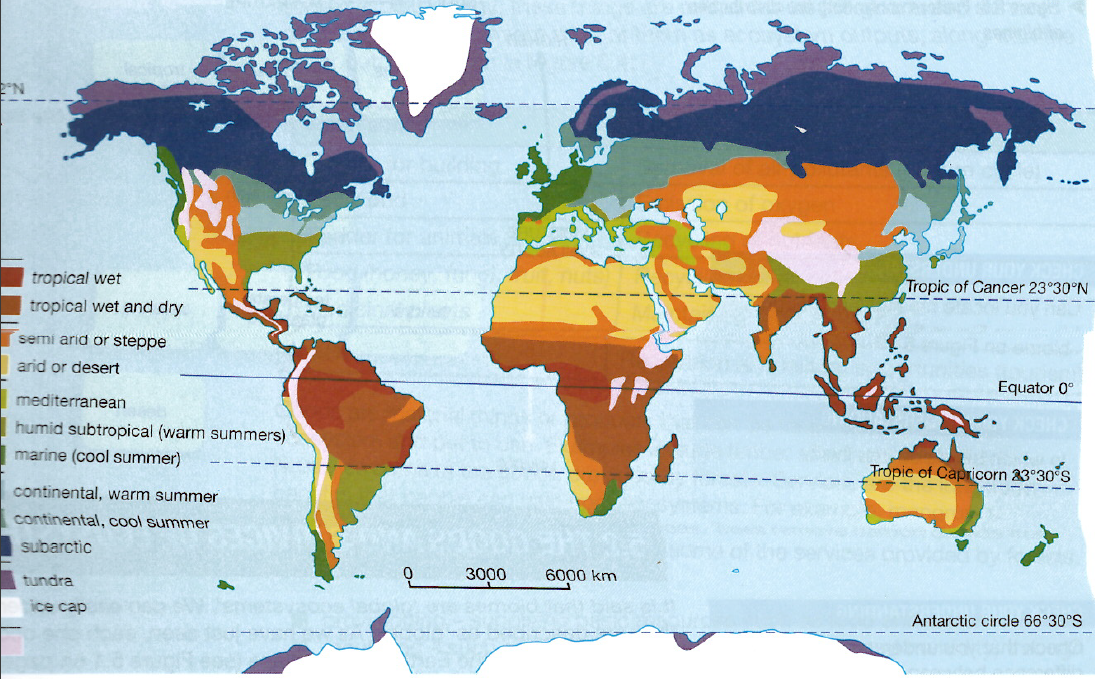 2°N
tropical wet
tropical wet and dry
semi arid or steppe
arid or desert
mediterranean
humid subtropical (warm summers)
marine (cool summer)
continental, warm summer
continental, cool summer
subarctic
tundra
ice cap
Tropic of Cancer 23°30'N
Equator 0°
Tropic of Capricorn 23°30'S
0 3000 6000 km
Antarctic circle 66°30'S